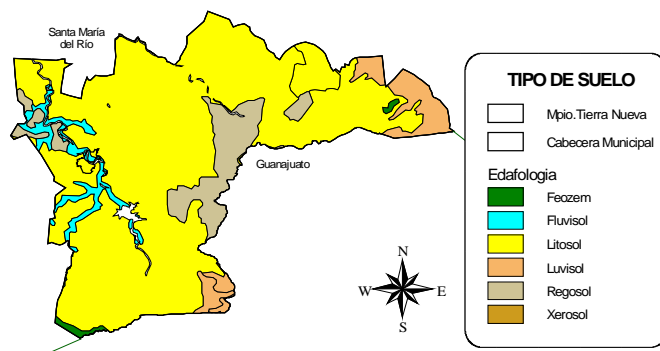 Santa María
del Río
Guanajuato
N
W
E
S
TIPO DE SUELO
Mpio.Tierra Nueva
Cabecera Municipal
Edafologia
Feozem
Fluvisol
Litosol
Luvisol
Regosol
Xerosol